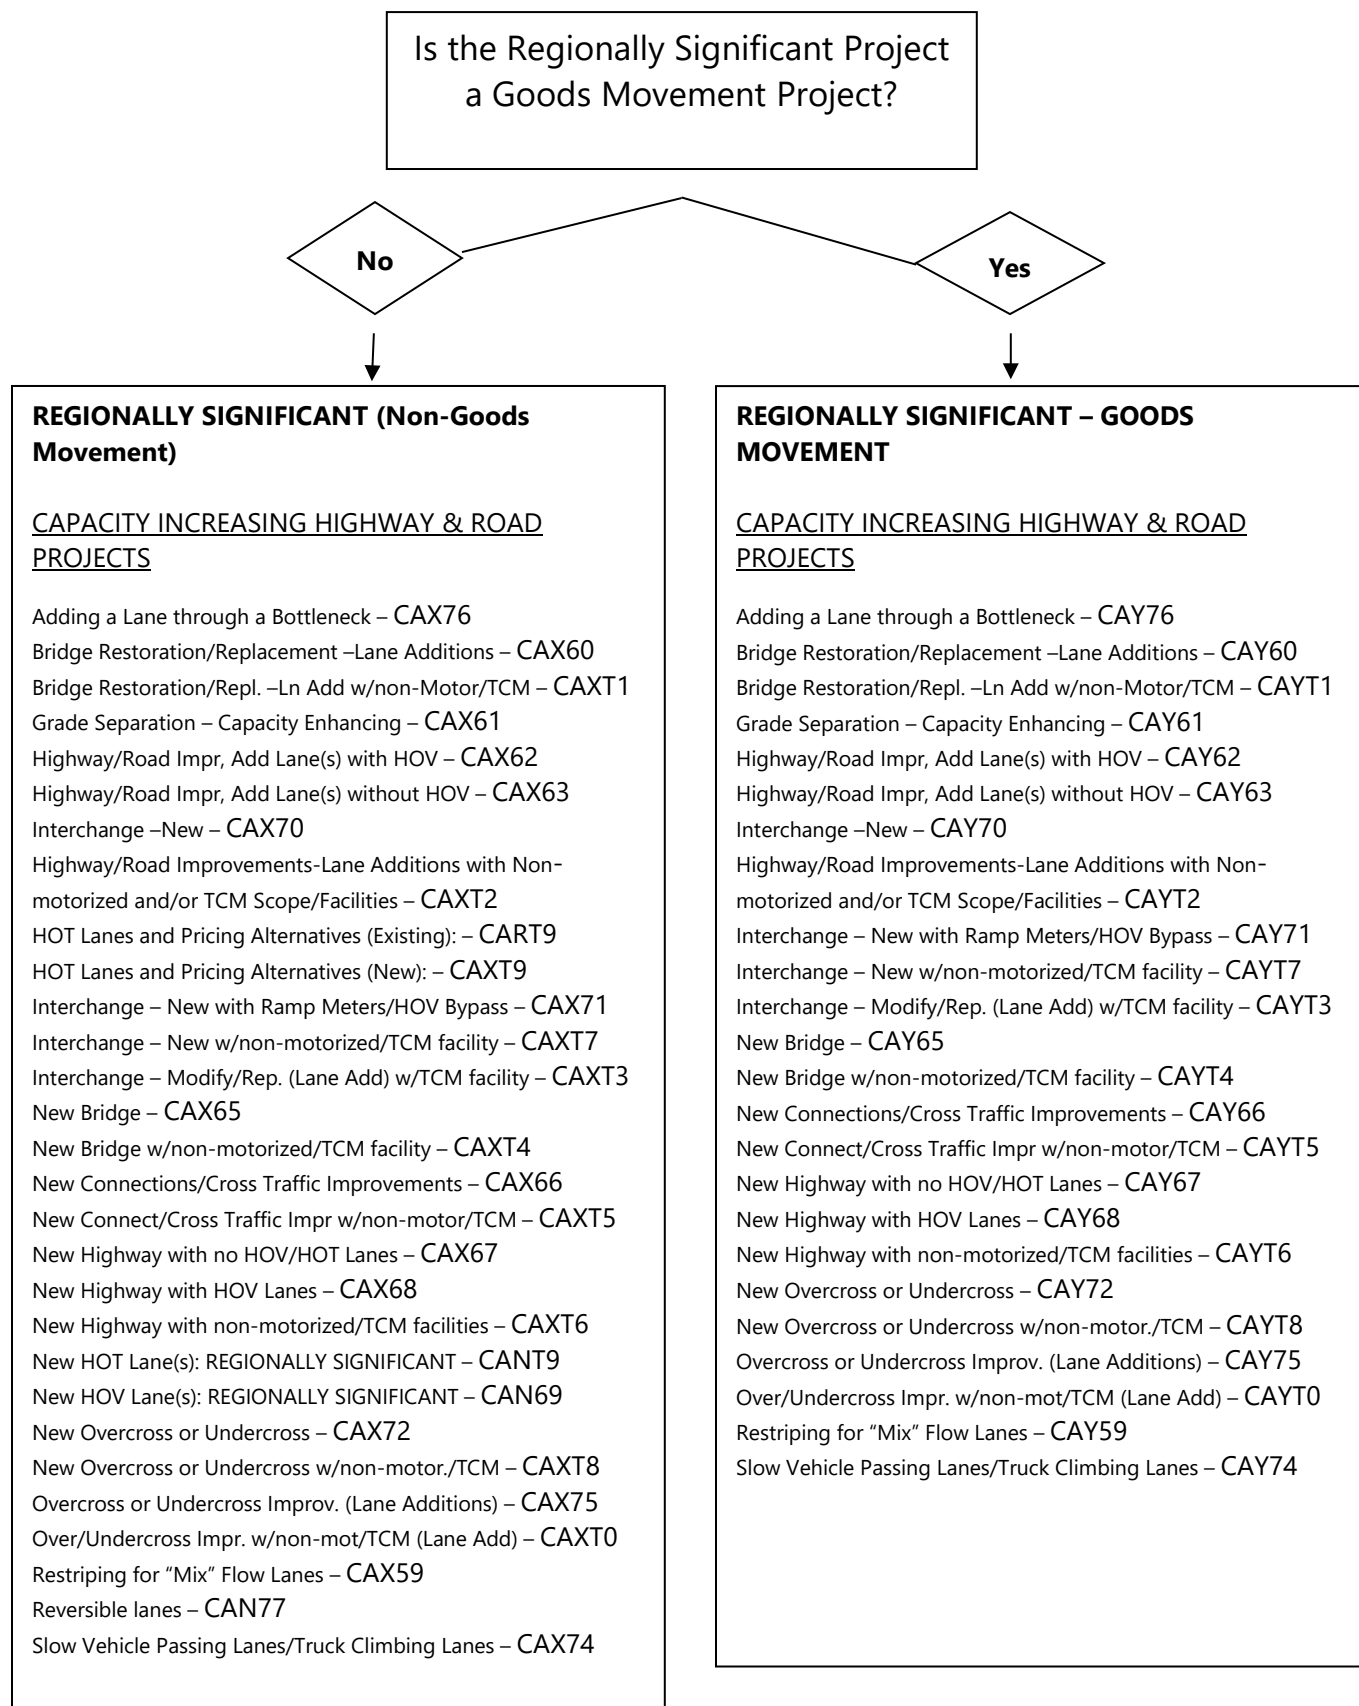 Is the Regionally Significant Project
a Goods Movement Project?
No
Yes
REGIONALLY SIGNIFICANT (Non-Goods
Movement)
CAPACITY INCREASING HIGHWAY & ROAD
PROJECTS
Adding a Lane through a Bottleneck – CAX76
Bridge Restoration/Replacement –Lane Additions – CAX60
Bridge Restoration/Repl. –Ln Add w/non-Motor/TCM – CAXT1
Grade Separation – Capacity Enhancing – CAX61
Highway/Road Impr, Add Lane(s) with HOV – CAX62
Highway/Road Impr, Add Lane(s) without HOV – CAX63
Interchange –New – CAX70
Highway/Road Improvements-Lane Additions with Non-
motorized and/or TCM Scope/Facilities – CAXT2
HOT Lanes and Pricing Alternatives (Existing): – CART9
HOT Lanes and Pricing Alternatives (New): – CAXT9
Interchange – New with Ramp Meters/HOV Bypass – CAX71
Interchange – New w/non-motorized/TCM facility – CAXT7
Interchange – Modify/Rep. (Lane Add) w/TCM facility – CAXT3
New Bridge – CAX65
New Bridge w/non-motorized/TCM facility – CAXT4
New Connections/Cross Traffic Improvements – CAX66
New Connect/Cross Traffic Impr w/non-motor/TCM – CAXT5
New Highway with no HOV/HOT Lanes – CAX67
New Highway with HOV Lanes – CAX68
New Highway with non-motorized/TCM facilities – CAXT6
New HOT Lane(s): REGIONALLY SIGNIFICANT – CANT9
New HOV Lane(s): REGIONALLY SIGNIFICANT – CAN69
New Overcross or Undercross – CAX72
New Overcross or Undercross w/non-motor./TCM – CAXT8
Overcross or Undercross Improv. (Lane Additions) – CAX75
Over/Undercross Impr. w/non-mot/TCM (Lane Add) – CAXT0
Restriping for “Mix” Flow Lanes – CAX59
Reversible lanes – CAN77
Slow Vehicle Passing Lanes/Truck Climbing Lanes – CAX74
REGIONALLY SIGNIFICANT – GOODS
MOVEMENT
CAPACITY INCREASING HIGHWAY & ROAD
PROJECTS
Adding a Lane through a Bottleneck – CAY76
Bridge Restoration/Replacement –Lane Additions – CAY60
Bridge Restoration/Repl. –Ln Add w/non-Motor/TCM – CAYT1
Grade Separation – Capacity Enhancing – CAY61
Highway/Road Impr, Add Lane(s) with HOV – CAY62
Highway/Road Impr, Add Lane(s) without HOV – CAY63
Interchange –New – CAY70
Highway/Road Improvements-Lane Additions with Non-
motorized and/or TCM Scope/Facilities – CAYT2
Interchange – New with Ramp Meters/HOV Bypass – CAY71
Interchange – New w/non-motorized/TCM facility – CAYT7
Interchange – Modify/Rep. (Lane Add) w/TCM facility – CAYT3
New Bridge – CAY65
New Bridge w/non-motorized/TCM facility – CAYT4
New Connections/Cross Traffic Improvements – CAY66
New Connect/Cross Traffic Impr w/non-motor/TCM – CAYT5
New Highway with no HOV/HOT Lanes – CAY67
New Highway with HOV Lanes – CAY68
New Highway with non-motorized/TCM facilities – CAYT6
New Overcross or Undercross – CAY72
New Overcross or Undercross w/non-motor./TCM – CAYT8
Overcross or Undercross Improv. (Lane Additions) – CAY75
Over/Undercross Impr. w/non-mot/TCM (Lane Add) – CAYT0
Restriping for “Mix” Flow Lanes – CAY59
Slow Vehicle Passing Lanes/Truck Climbing Lanes – CAY74